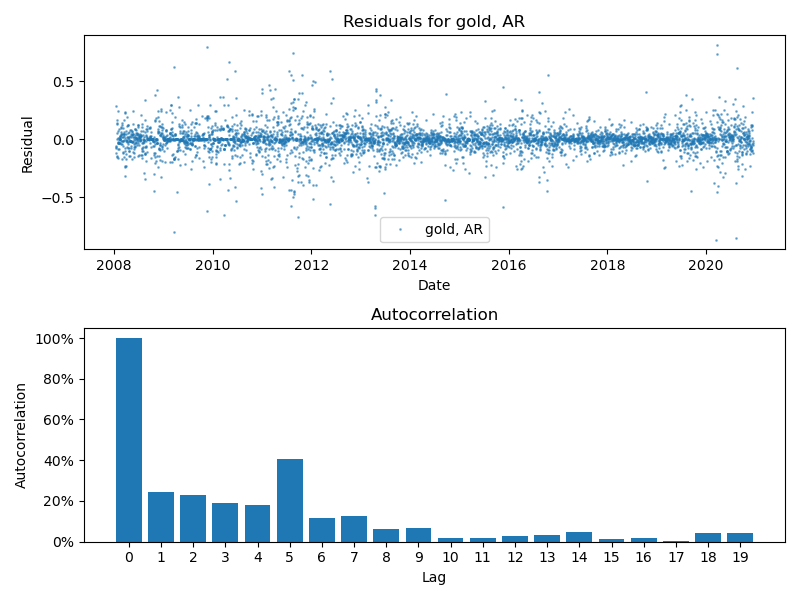 Residuals for gold, AR
Residual
0.5
0.0
−0.5
gold, AR
2008 2010 2012 2014 2016 2018 2020
Date
Autocorrelation
Autocorrelation
100%
80%
60%
40%
20%
0%
0 1 2 3 4 5 6 7 8 9 10 11 12 13 14 15 16 17 18 19
Lag